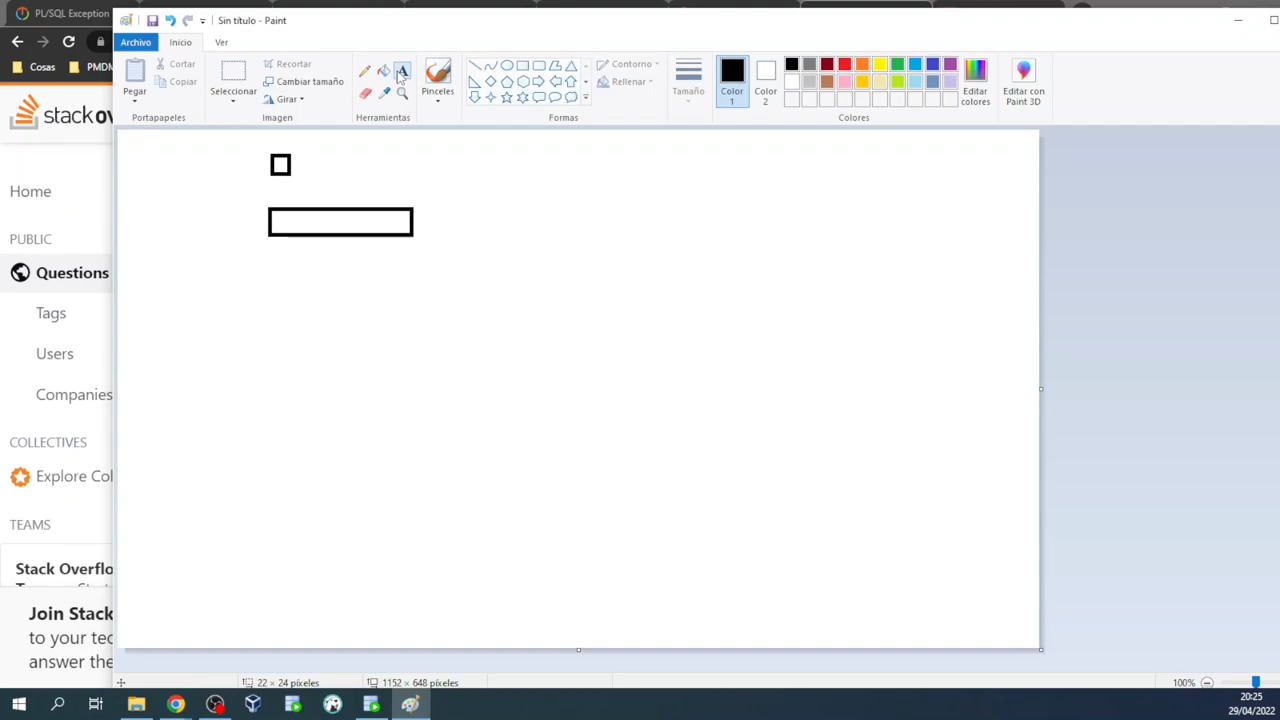 PL/SQL Exception
Sin título - Paint
Archivo
Inicio
Ver
Cosas
PMDM
Pegar
Cortar
Copiar
Portapapeles
Seleccionar
Recortar
Cambiar tamaño
Girar
Imagen
Herramientas
Pinceles
Contorno
Rellenar
Formas
Tamaño
Color
1
Color
2
Editar
colores
Colores
Editar con
Paint 3D
stack
Home
PUBLIC
Questions
Tags
Users
Companies
COLLECTIVES
Explore Col
TEAMS
Stack Overflo
Join Stack
to your tec
answer the
22 × 24 píxeles
1152 × 648 píxeles
100%
20:25
29/04/2022